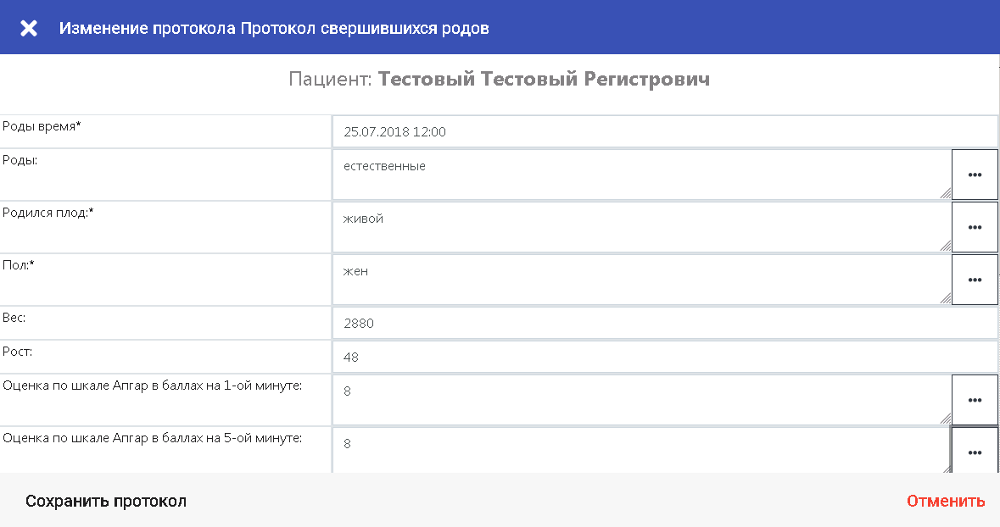 Изменение протокола Протокол свершившихся родов
Пациент: Тестовый Тестовый Регистрович
Роды время* 25.07.2018 12:00
Роды: естественные
Родился плод:* живой
Пол:* жен
Вес: 2880
Рост: 48
Оценка по шкале Апгар в баллах на 1-ой минуте: 8
Оценка по шкале Апгар в баллах на 5-ой минуте: 8
Сохранить протокол Отменить